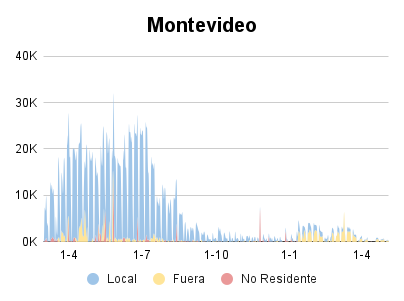 Montevideo
40K
30K
20K
10K
0K
1-4
1-7
1-10
1-1
1-4
Local
Fuera
No Residente